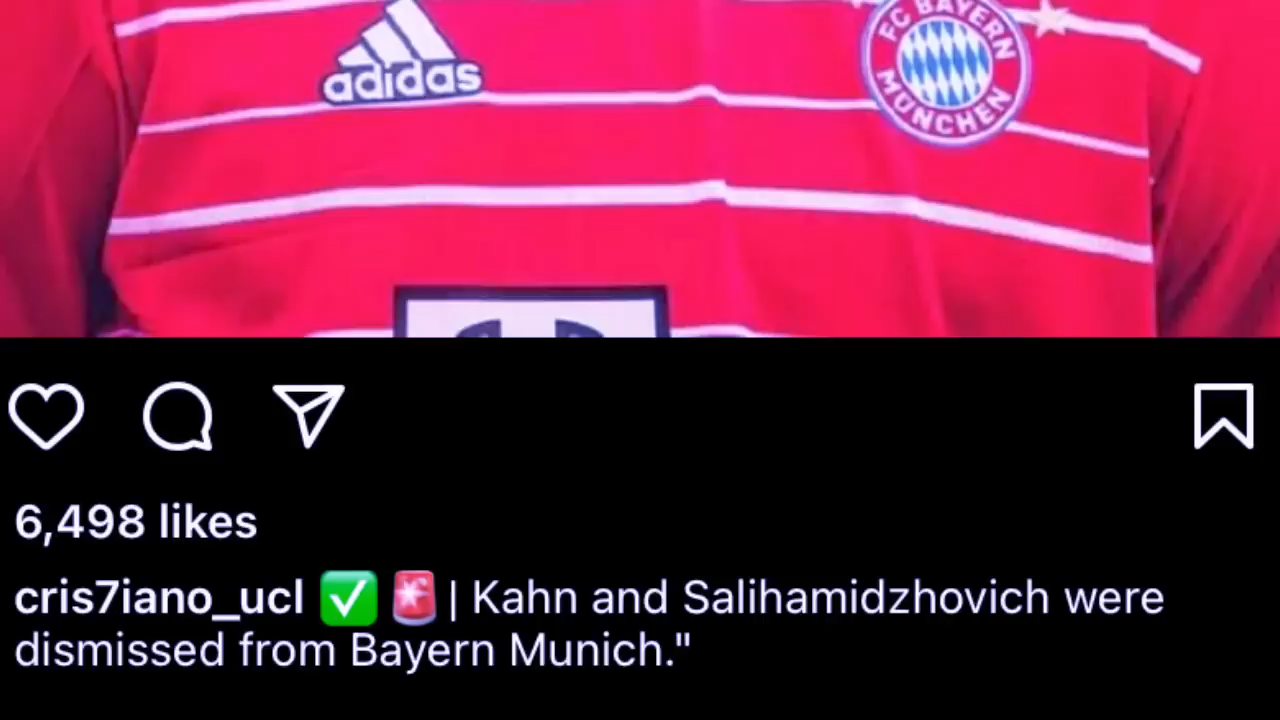 adidas
FC BAYERN
MÜNCHEN
6,498 likes
cris7iano_ucl ✅ 🚨 | Kahn and Salihamidzhovich were
dismissed from Bayern Munich."